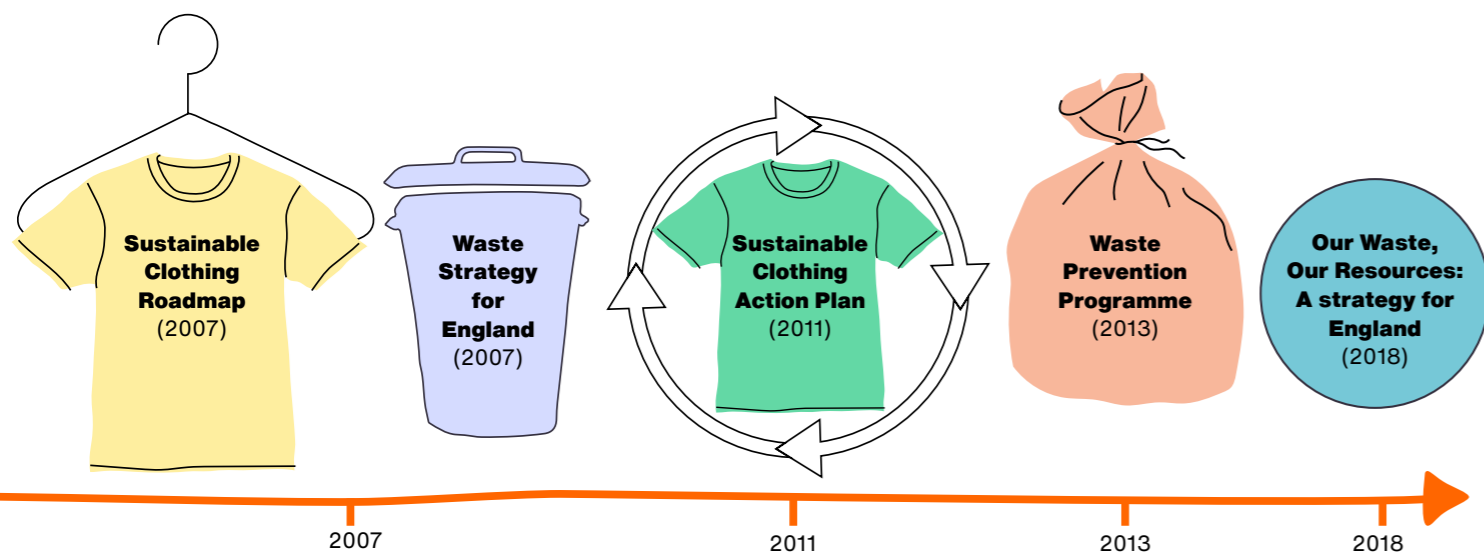 Sustainable
Clothing
Roadmap
(2007)
Waste
Strategy
for
England
(2007)
Sustainable
Clothing
Action Plan
(2011)
Waste
Prevention
Programme
(2013)
Our Waste,
Our Resources:
A strategy for
England
(2018)
2007
2011
2013
2018